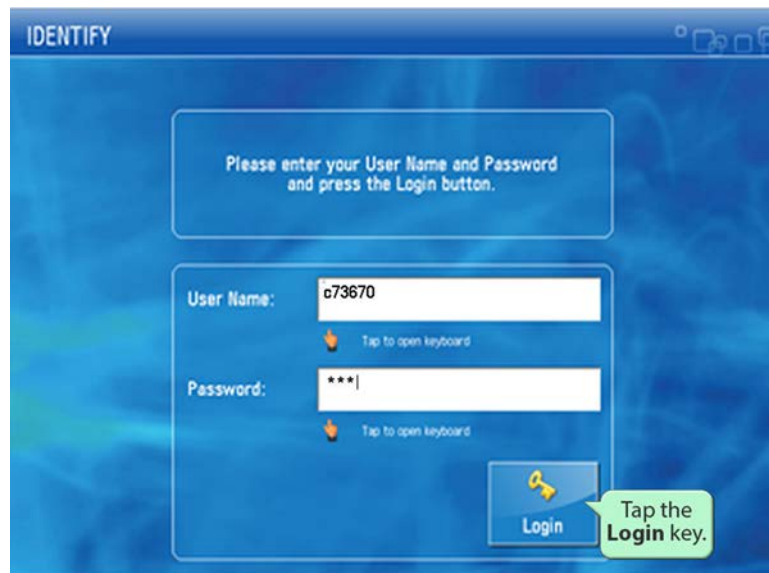 IDENTIFY
Please enter your User Name and Password
and press the Login button.
User Name:
c73670
Tap to open keyboard
Password:
***|
Tap to open keyboard
Login
Tap the
Login key.